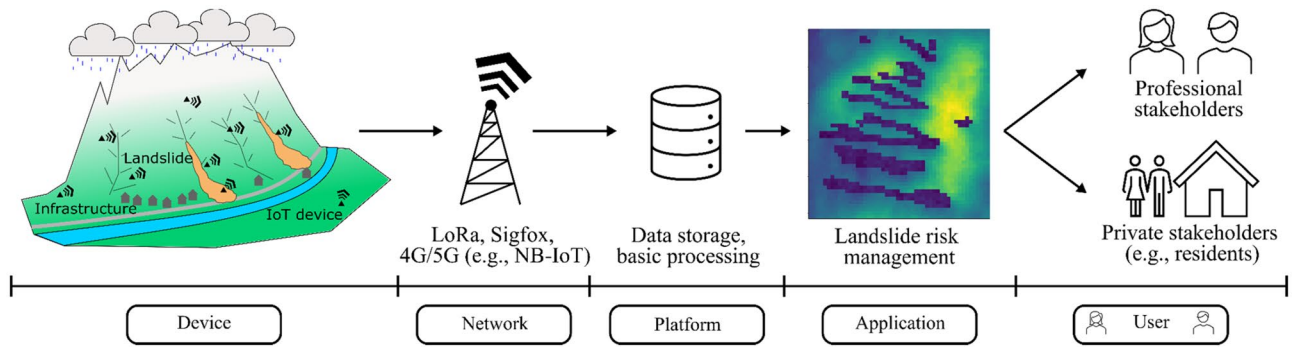 Landslide
Infrastructure
IoT device
LoRa, Sigfox,
4G/5G (e.g., NB-IoT)
Data storage,
basic processing
Landslide risk
management
Professional
stakeholders
Private stakeholders
(e.g., residents)
Device
Network
Platform
Application
User